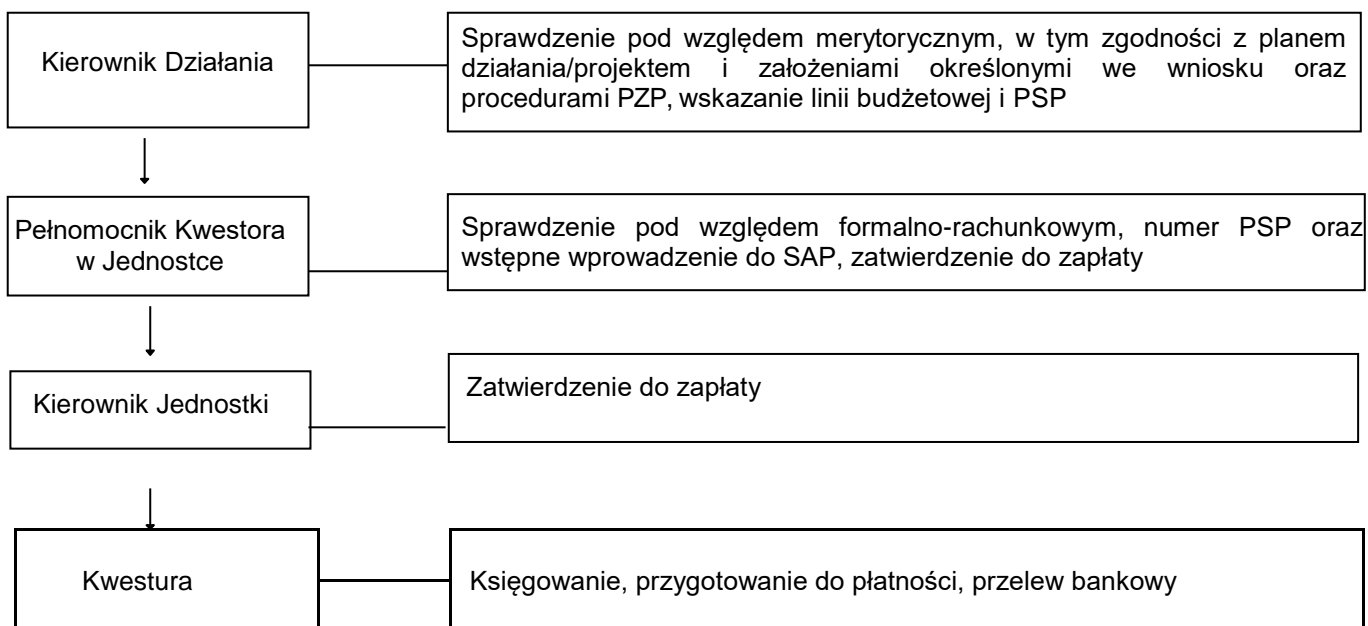 Kierownik Działania
Sprawdzenie pod względem merytorycznym, w tym zgodności z planem
działania/projektem i założeniami określonymi we wniosku oraz
procedurami PZP, wskazanie linii budżetowej i PSP
Pełnomocnik Kwestora
w Jednostce
Sprawdzenie pod względem formalno-rachunkowym, numer PSP oraz
wstępne wprowadzenie do SAP, zatwierdzenie do zapłaty
Kierownik Jednostki
Zatwierdzenie do zapłaty
Kwestura
Księgowanie, przygotowanie do płatności, przelew bankowy